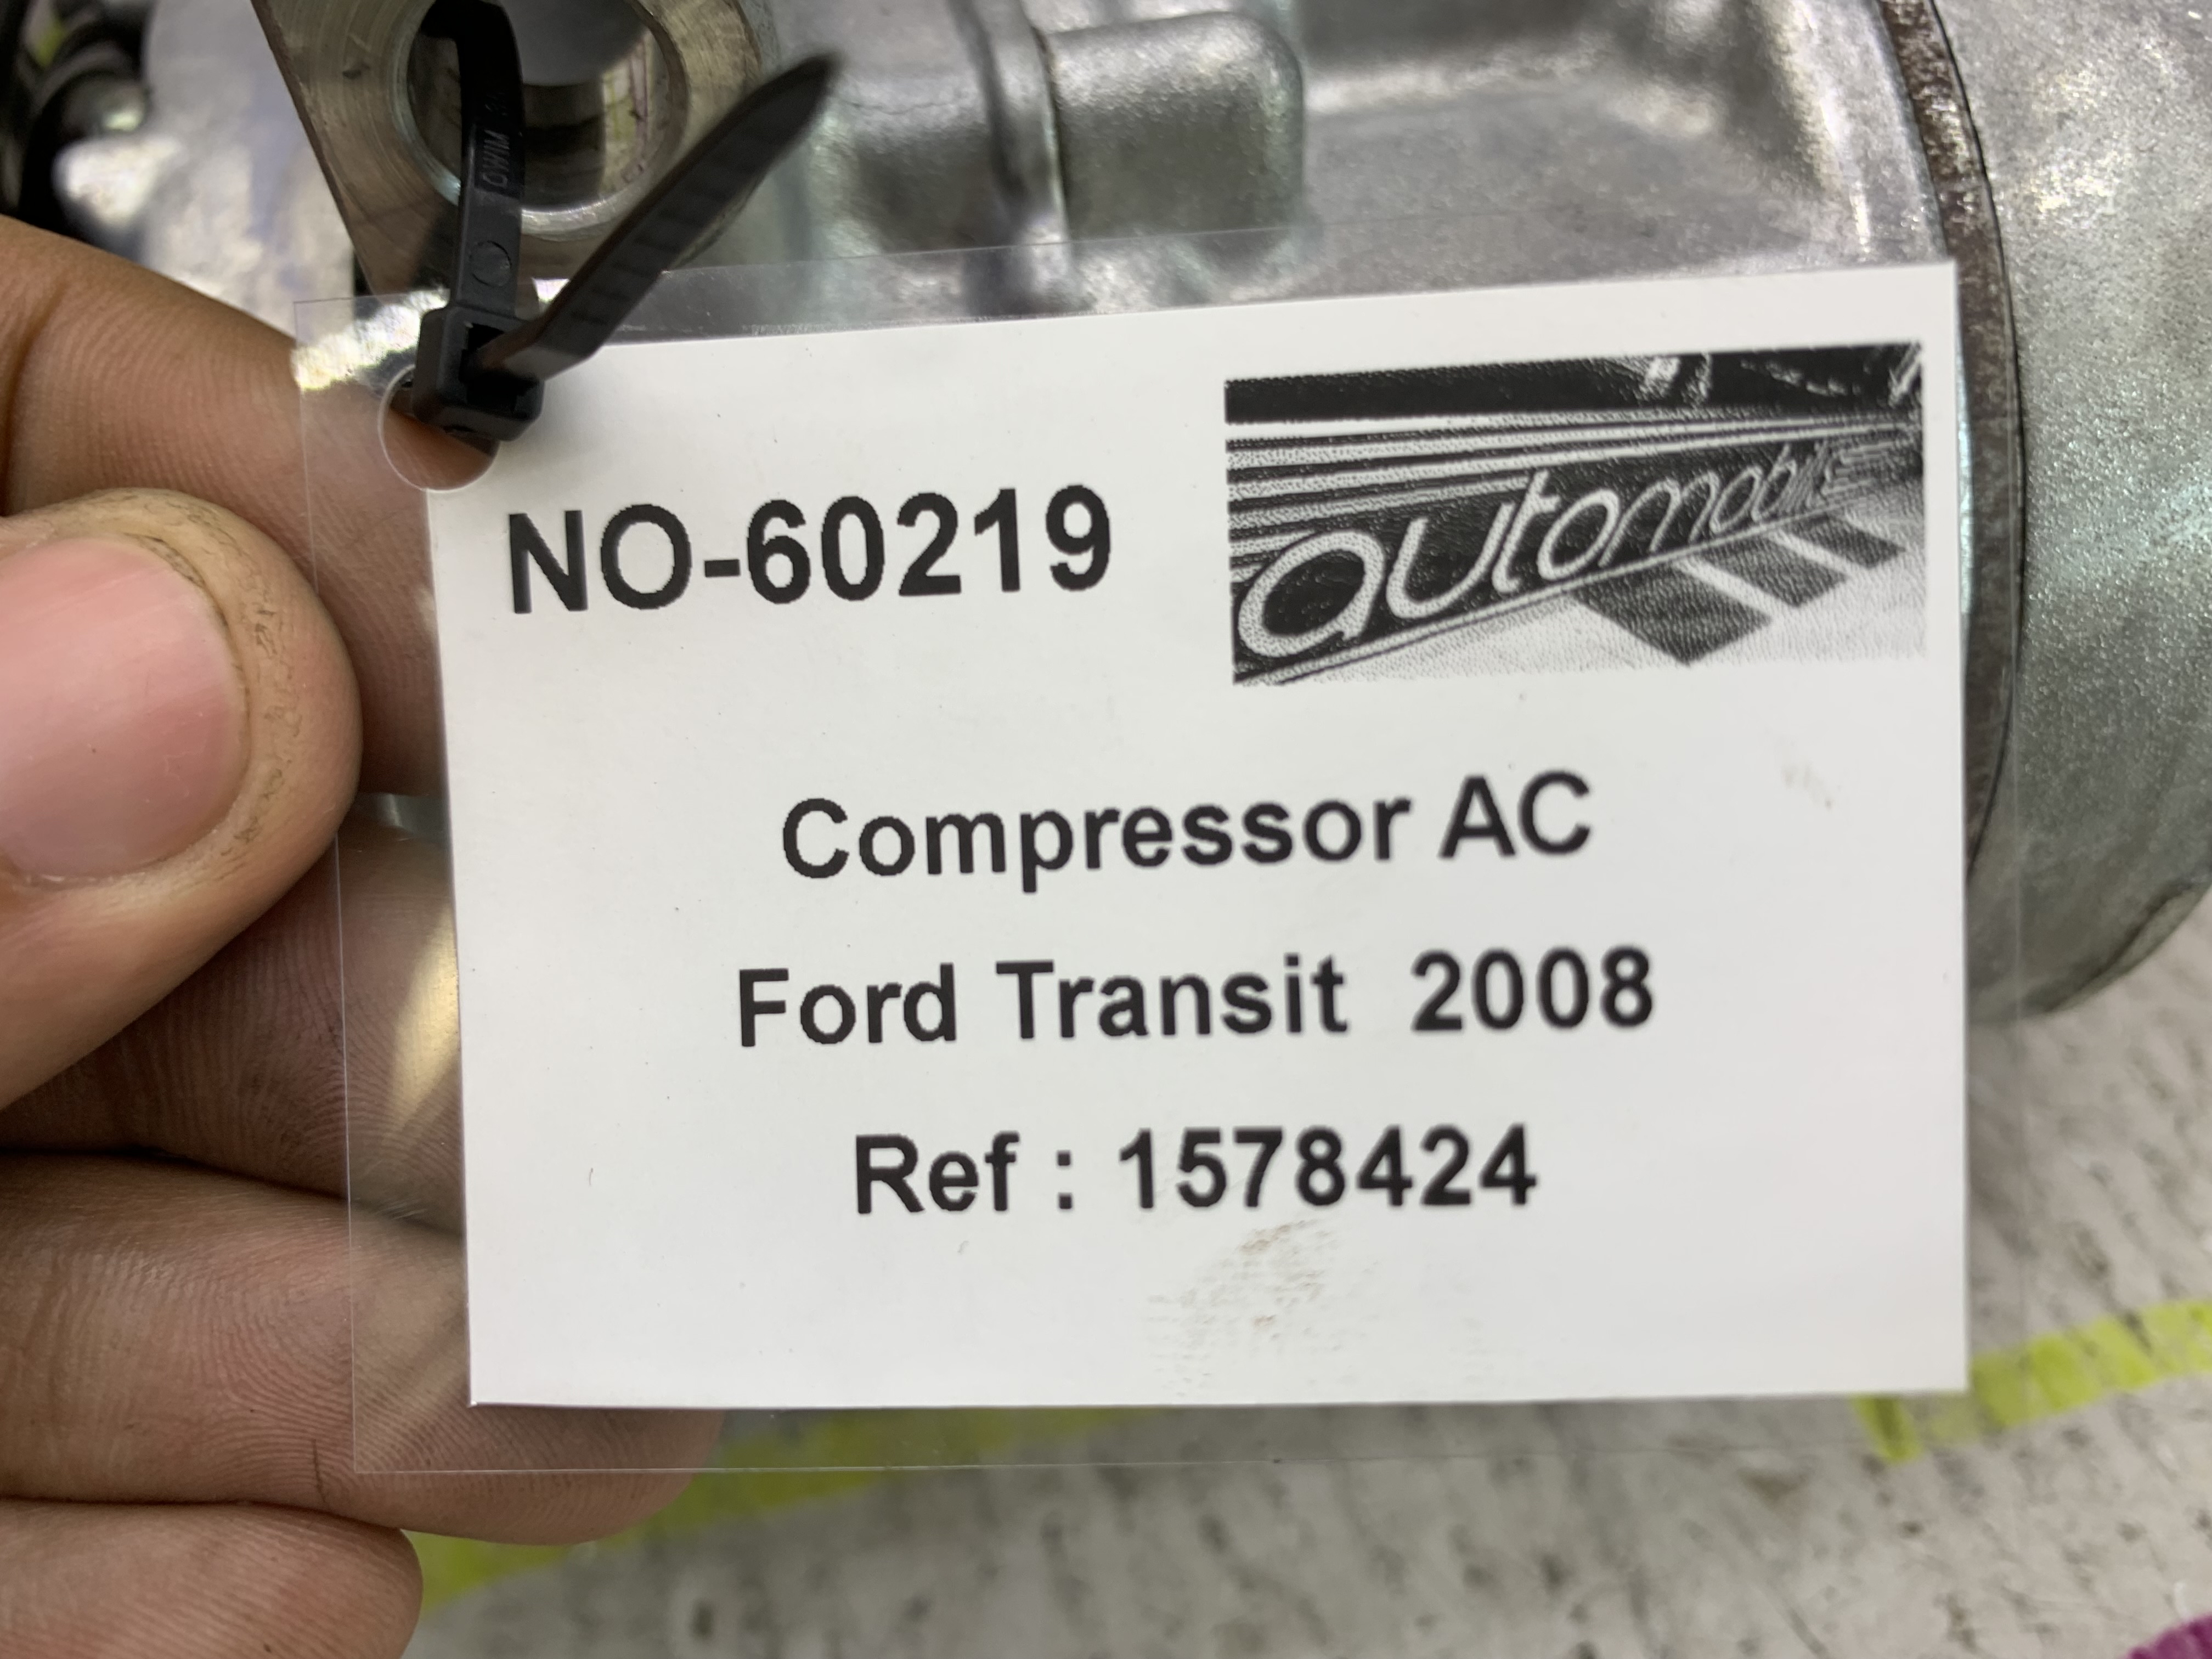 NO-60219
automobile
Compressor AC
Ford Transit  2008
Ref : 1578424